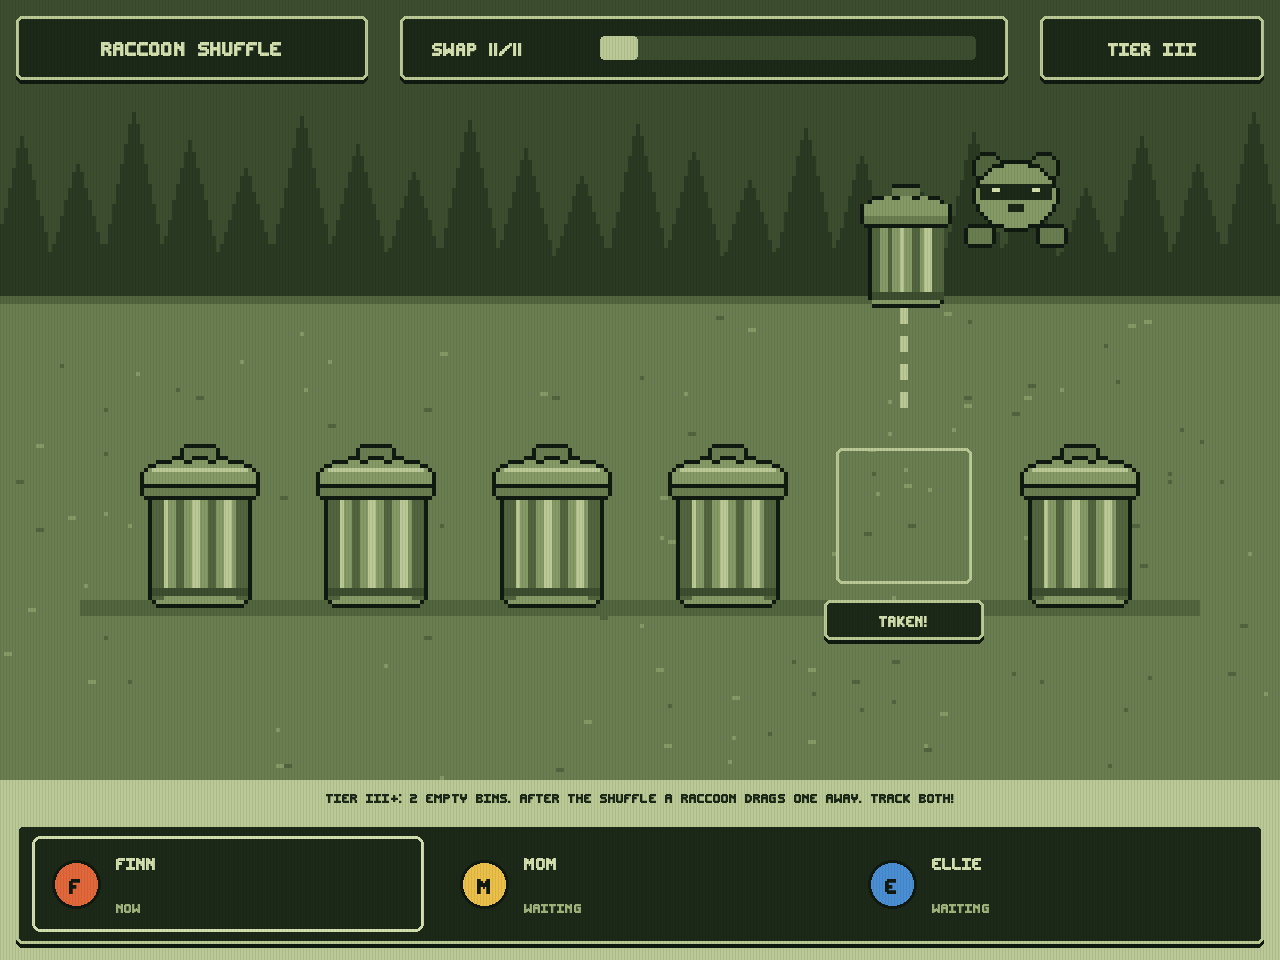 RACCOON SHUFFLE
SWAP 11/11
TIER III
TAKEN!
TIER III+: 2 EMPTY BINS. AFTER THE SHUFFLE A RACCOON DRAGS ONE AWAY. TRACK BOTH!
F
FINN
NOW
M
MOM
WAITING
E
ELLIE
WAITING